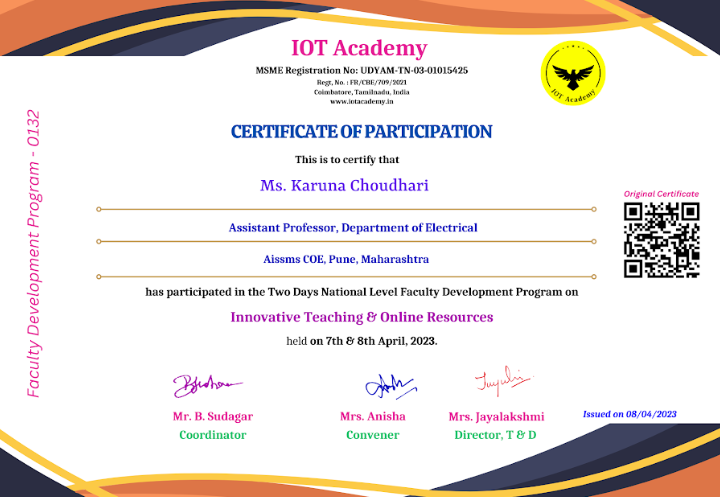 IOT Academy
MSME Registration No: UDYAM-TN-03-01015425
Regt, No. : FR/CBE/709/2021
Coimbatore, Tamilnadu, India
www.iotacademy.in
IOT Academy
CERTIFICATE OF PARTICIPATION
This is to certify that
Ms. Karuna Choudhari
Assistant Professor, Department of Electrical
Aissms COE, Pune, Maharashtra
has participated in the Two Days National Level Faculty Development Program on
Innovative Teaching & Online Resources
held on 7th & 8th April, 2023.
Faculty Development Program - 0132
Original Certificate
Mr. B. Sudagar
Coordinator
Mrs. Anisha
Convener
Mrs. Jayalakshmi
Director, T & D
Issued on 08/04/2023